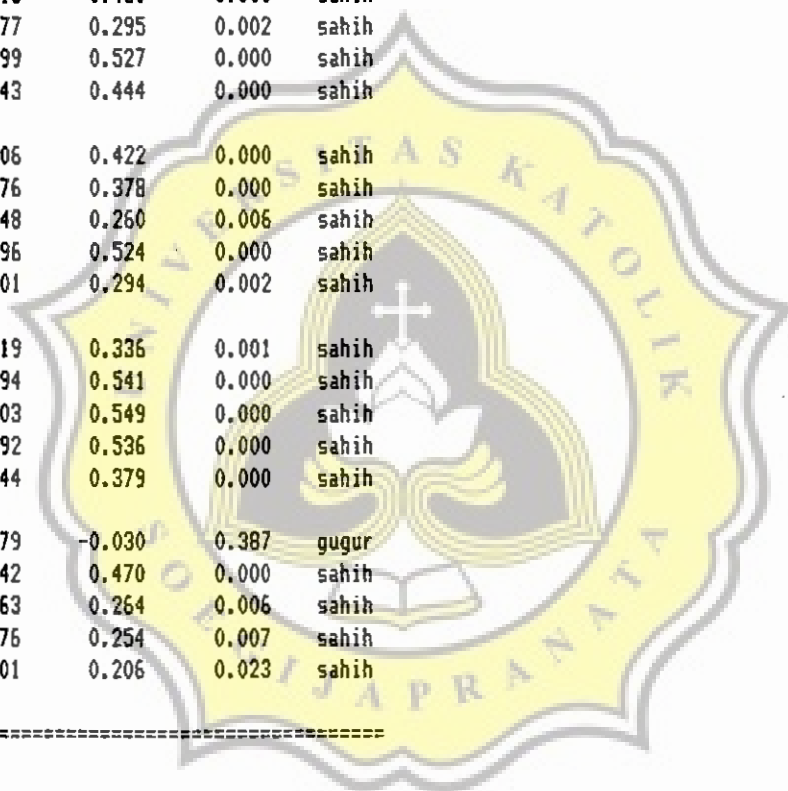 77 0.295 0.002 sahih
99 0.527 0.000 sahih
43 0.444 0.000 sahih
06 0.422 0.000 sahih
76 0.378 0.000 sahih
48 0.260 0.006 sahih
96 0.524 0.000 sahih
01 0.294 0.002 sahih
19 0.336 0.001 sahih
94 0.541 0.000 sahih
03 0.549 0.000 sahih
92 0.536 0.000 sahih
44 0.379 0.000 sahih
79 -0.030 0.387 gugur
42 0.470 0.000 sahih
63 0.264 0.006 sahih
76 0.254 0.007 sahih
01 0.206 0.023 sahih
==================================
UNIVERSITAS KATOLIK
SOEGIJAPRANATA